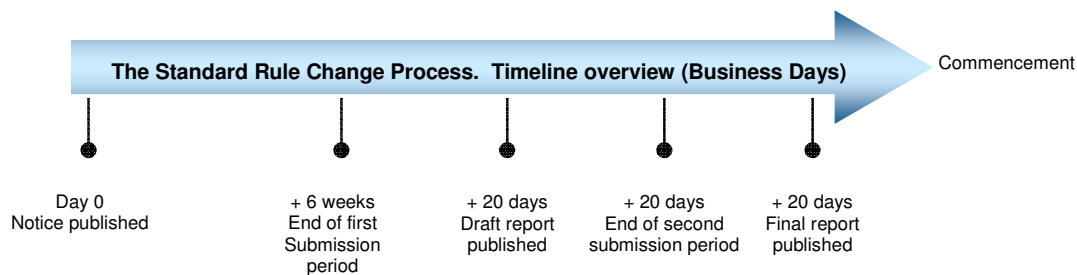 The Standard Rule Change Process.  Timeline overview (Business Days)
Commencement
Day 0
Notice published
+ 6 weeks
End of first
Submission
period
+ 20 days
Draft report
published
+ 20 days
End of second
submission period
+ 20 days
Final report
published